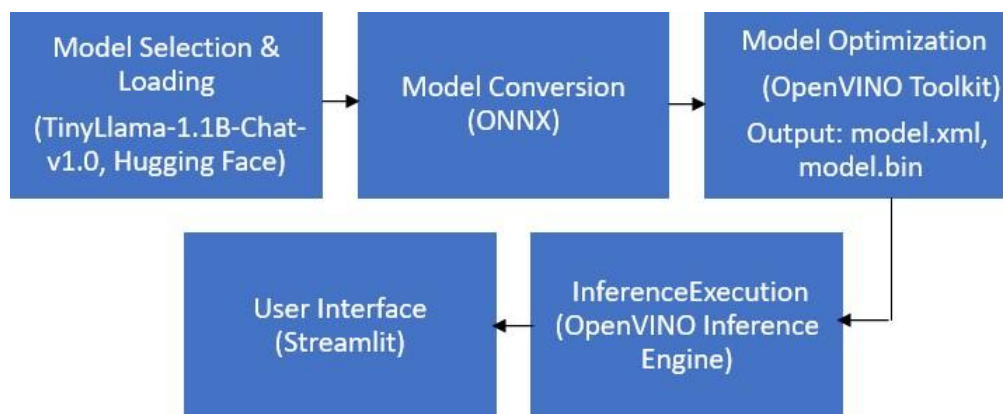 Model Selection &
Loading
(TinyLlama-1.1B-Chat-
v1.0, Hugging Face)
Model Conversion
(ONNX)
Model Optimization
(OpenVINO Toolkit)
Output: model.xml,
model.bin
User Interface
(Streamlit)
InferenceExecution
(OpenVINO Inference
Engine)